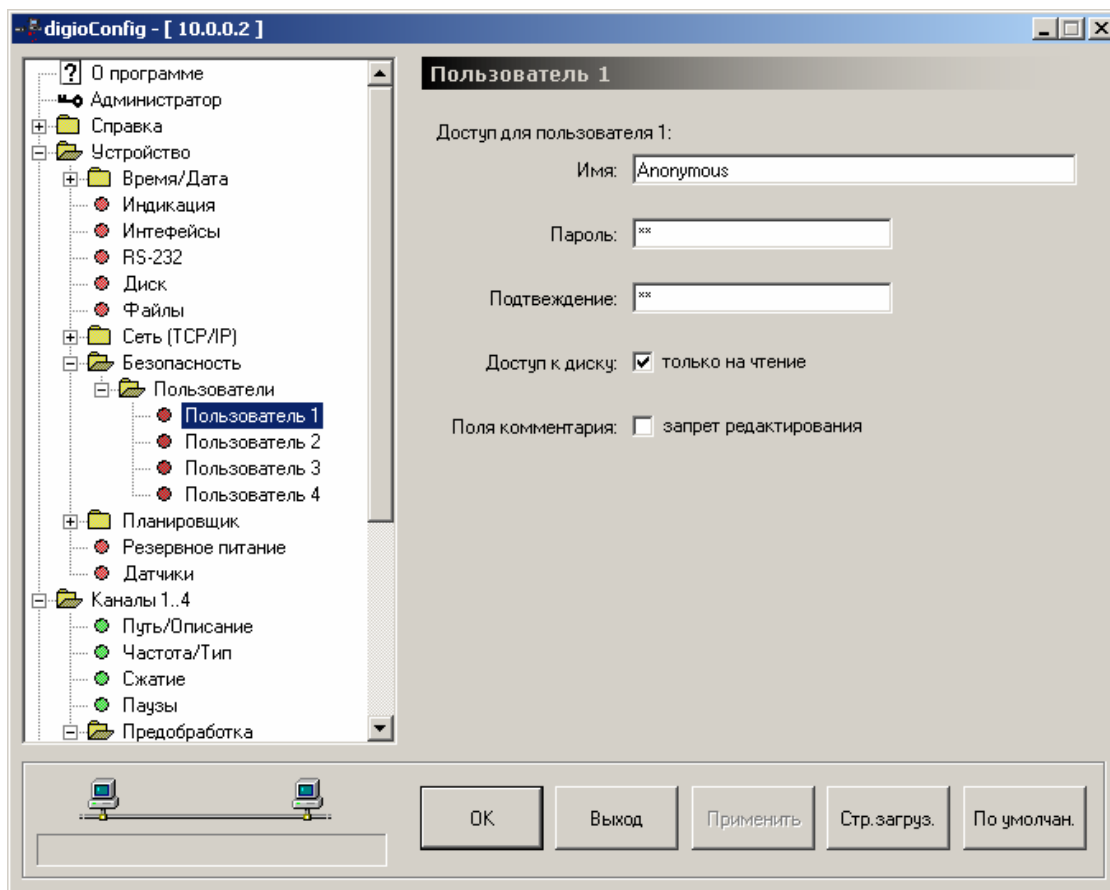 digioConfig - [ 10.0.0.2 ]
О программе
Администратор
Справка
Устройство
Время/Дата
Индикация
Интефейсы
RS-232
Диск
Файлы
Сеть (TCP/IP)
Безопасность
Пользователи
Пользователь 1
Пользователь 2
Пользователь 3
Пользователь 4
Планировщик
Резервное питание
Датчики
Каналы 1..4
Путь/Описание
Частота/Тип
Сжатие
Паузы
Предобработка
Пользователь 1
Доступ для пользователя 1:
Имя: Anonymous
Пароль: **
Подтвеждение: **
Доступ к диску: только на чтение
Поля комментария: запрет редактирования
OK Выход Применить Стр.загруз. По умолчан.